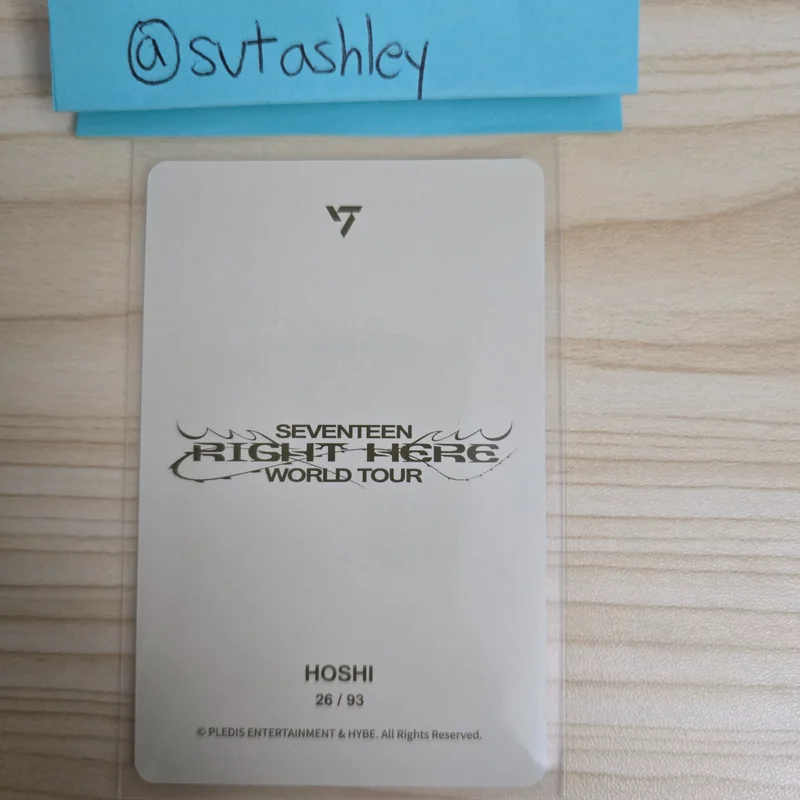 @svtashley
SEVENTEEN
RIGHT HERE
WORLD TOUR
HOSHI
26 / 93
© PLEDIS ENTERTAINMENT & HYBE. All Rights Reserved.